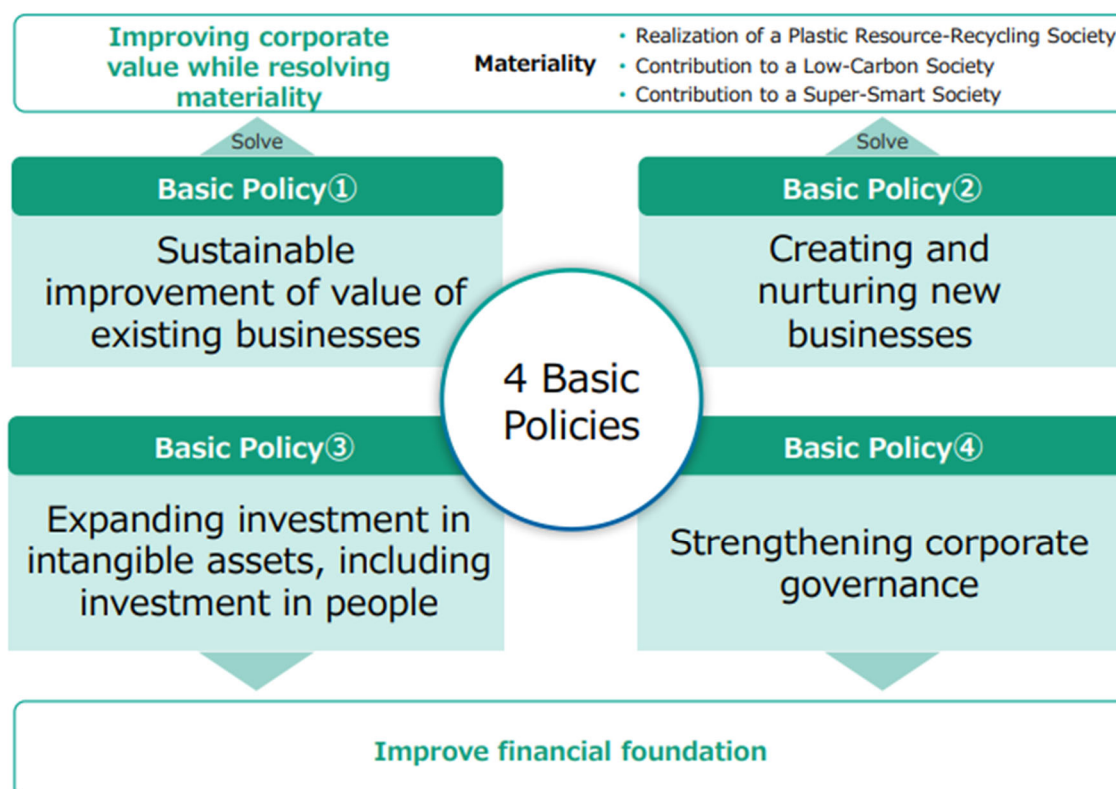 Improving corporate
value while resolving
materiality
Materiality
・Realization of a Plastic Resource-Recycling Society
・Contribution to a Low-Carbon Society
・Contribution to a Super-Smart Society
Solve
Solve
Basic Policy①
Sustainable
improvement of value of
existing businesses
Basic Policy②
Creating and
nurturing new
businesses
4 Basic
Policies
Basic Policy③
Expanding investment in
intangible assets, including
investment in people
Basic Policy④
Strengthening corporate
governance
Improve financial foundation